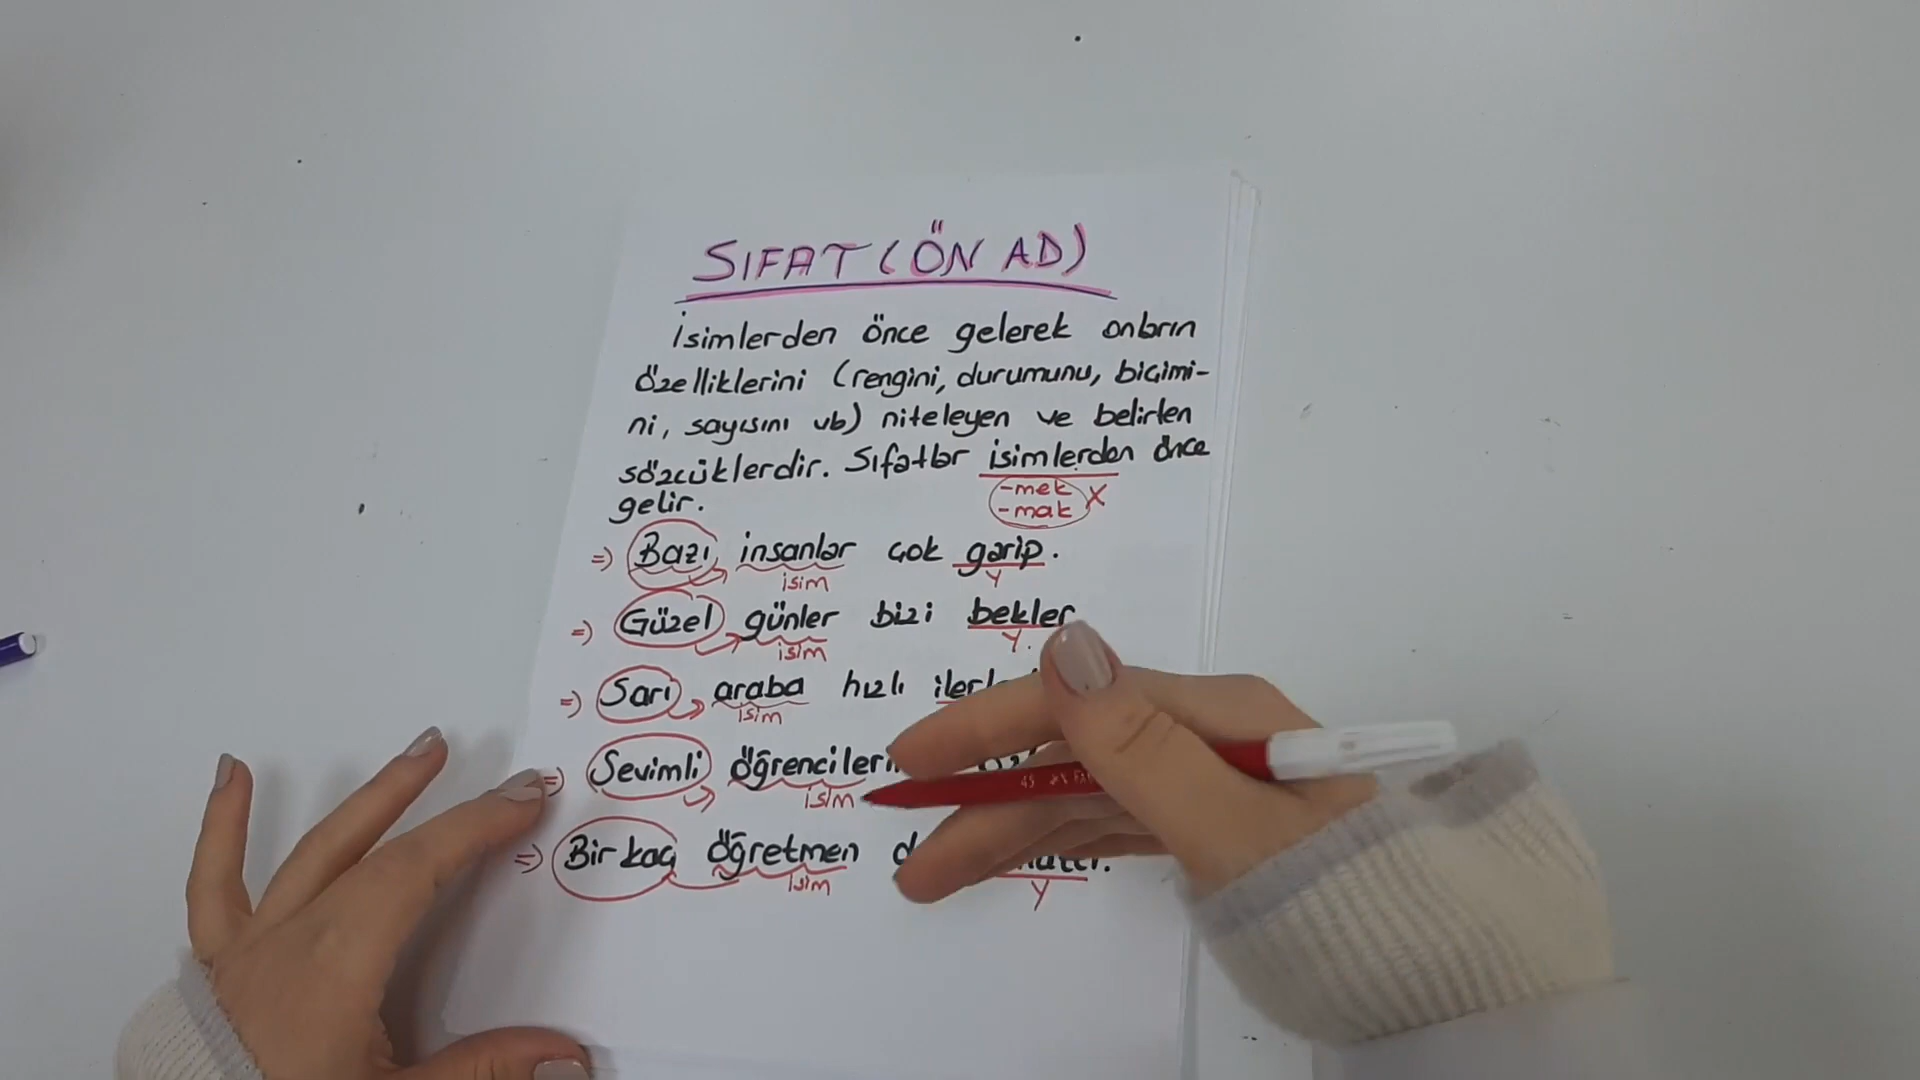 SIFAT (ÖN AD)
İsimlerden önce gelerek onların
özelliklerini (rengini, durumunu, biçimi-
ni, sayısını vb) niteleyen ve belirten
sözcüklerdir. Sıfatlar isimlerden önce
-mek X
gelir.
-mak
=> Bazı insanlar çok garip.
isim Y
=> Güzel günler bizi bekler
isim Y.
=> Sarı araba hızlı
isim
=> Sevimli
isim
=> Birkaç öğretmen
isim Y